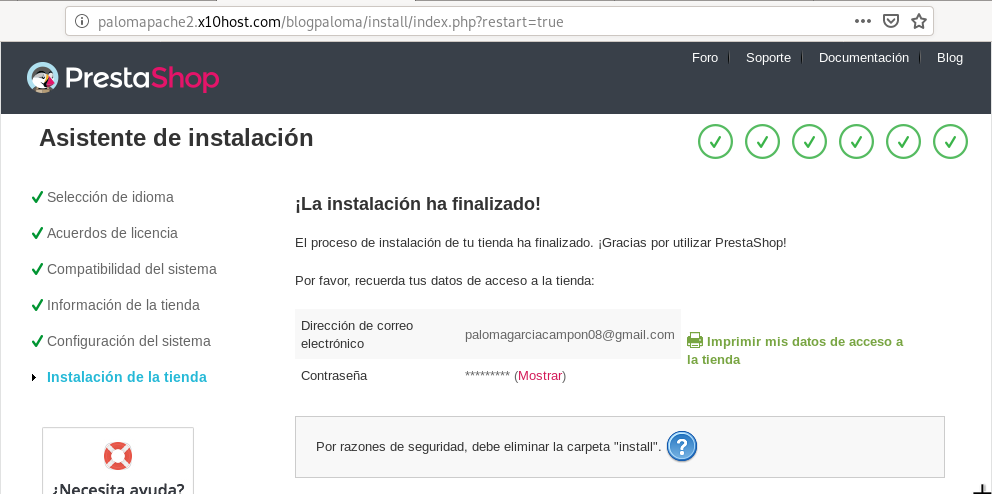 palomapache2.x10host.com/blogpaloma/install/index.php?restart=true
PrestaShop
Foro
Soporte
Documentación
Blog
Asistente de instalación
Selección de idioma
Acuerdos de licencia
Compatibilidad del sistema
Información de la tienda
Configuración del sistema
Instalación de la tienda
¿Necesita ayuda?
¡La instalación ha finalizado!
El proceso de instalación de tu tienda ha finalizado. ¡Gracias por utilizar PrestaShop!
Por favor, recuerda tus datos de acceso a la tienda:
Dirección de correo
electrónico
palomagarciacampon08@gmail.com
Contraseña
********* (Mostrar)
Imprimir mis datos de acceso a
la tienda
Por razones de seguridad, debe eliminar la carpeta "install".